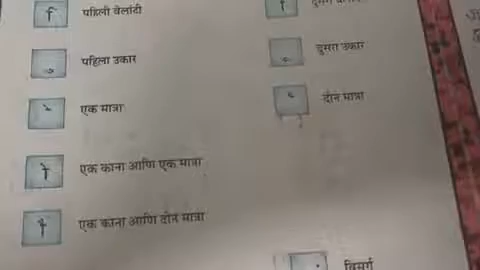 पहिली वेलांटी
पहिला उकार
दुसरा उकार
एक मात्रा
दोन मात्रा
एक काना आणि एक मात्रा
एक काना आणि दोन मात्रा
विसर्ग